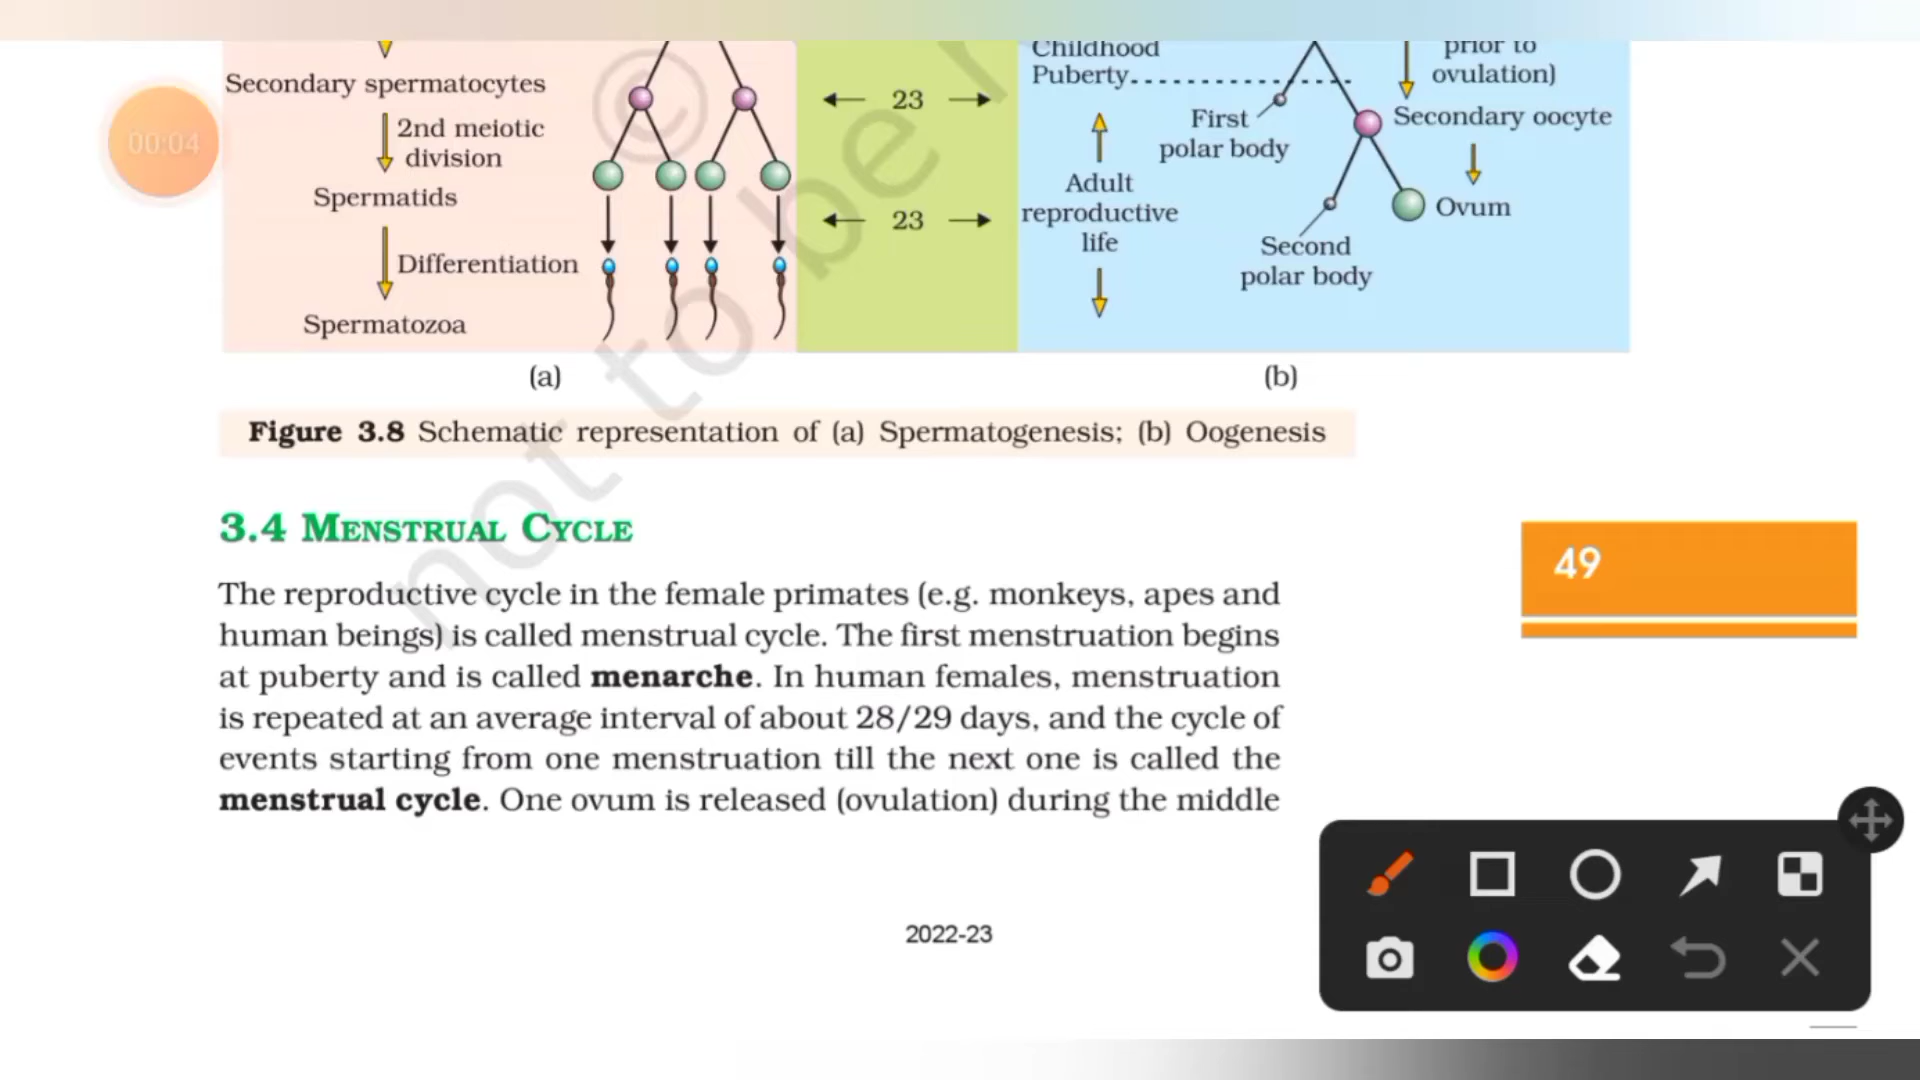 00:04
Secondary spermatocytes
2nd meiotic
division
Spermatids
Differentiation
Spermatozoa
(a)
23
23
Childhood
Puberty
Adult
reproductive
life
First
polar body
Second
polar body
prior to
ovulation)
Secondary oocyte
Ovum
(b)
Figure 3.8 Schematic representation of (a) Spermatogenesis; (b) Oogenesis
3.4 MENSTRUAL CYCLE
49
The reproductive cycle in the female primates (e.g. monkeys, apes and
human beings) is called menstrual cycle. The first menstruation begins
at puberty and is called menarche. In human females, menstruation
is repeated at an average interval of about 28/29 days, and the cycle of
events starting from one menstruation till the next one is called the
menstrual cycle. One ovum is released (ovulation) during the middle
2022-23
© not to be r